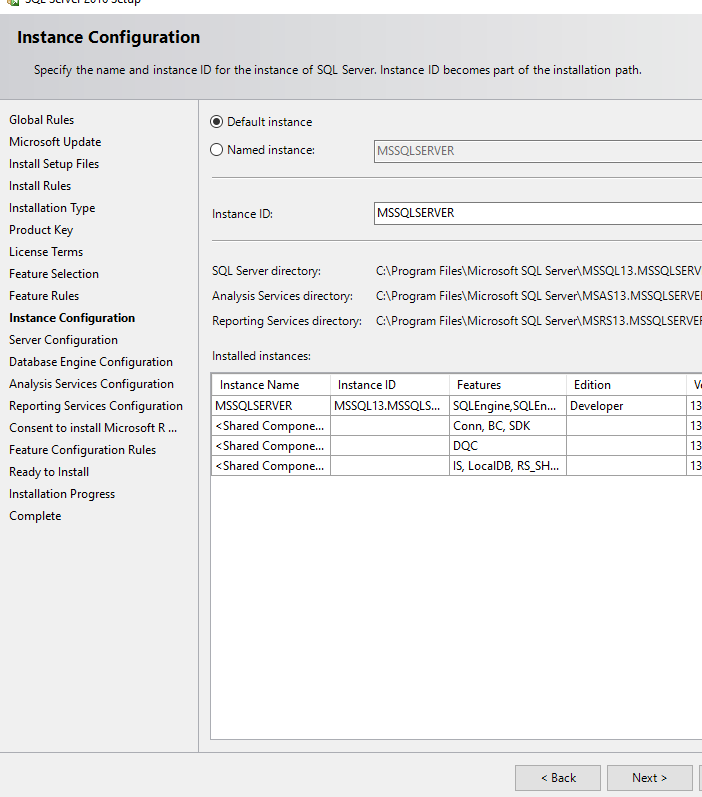 SQL Server 2016 Setup
Instance Configuration
Specify the name and instance ID for the instance of SQL Server. Instance ID becomes part of the installation path.
Global Rules
Microsoft Update
Install Setup Files
Install Rules
Installation Type
Product Key
License Terms
Feature Selection
Feature Rules
Instance Configuration
Server Configuration
Database Engine Configuration
Analysis Services Configuration
Reporting Services Configuration
Consent to install Microsoft R ...
Feature Configuration Rules
Ready to Install
Installation Progress
Complete
Default instance
Named instance: MSSQLSERVER
Instance ID: MSSQLSERVER
SQL Server directory: C:\Program Files\Microsoft SQL Server\MSSQL13.MSSQLSERV
Analysis Services directory: C:\Program Files\Microsoft SQL Server\MSAS13.MSSQLSERVE
Reporting Services directory: C:\Program Files\Microsoft SQL Server\MSRS13.MSSQLSERVE
Installed instances:
Instance Name Instance ID Features Edition Ve
MSSQLSERVER MSSQL13.MSSQLS... SQLEngine,SQLEn... Developer 13
<Shared Compone... Conn, BC, SDK 13
<Shared Compone... DQC 13
<Shared Compone... IS, LocalDB, RS_SH... 13
< Back Next >